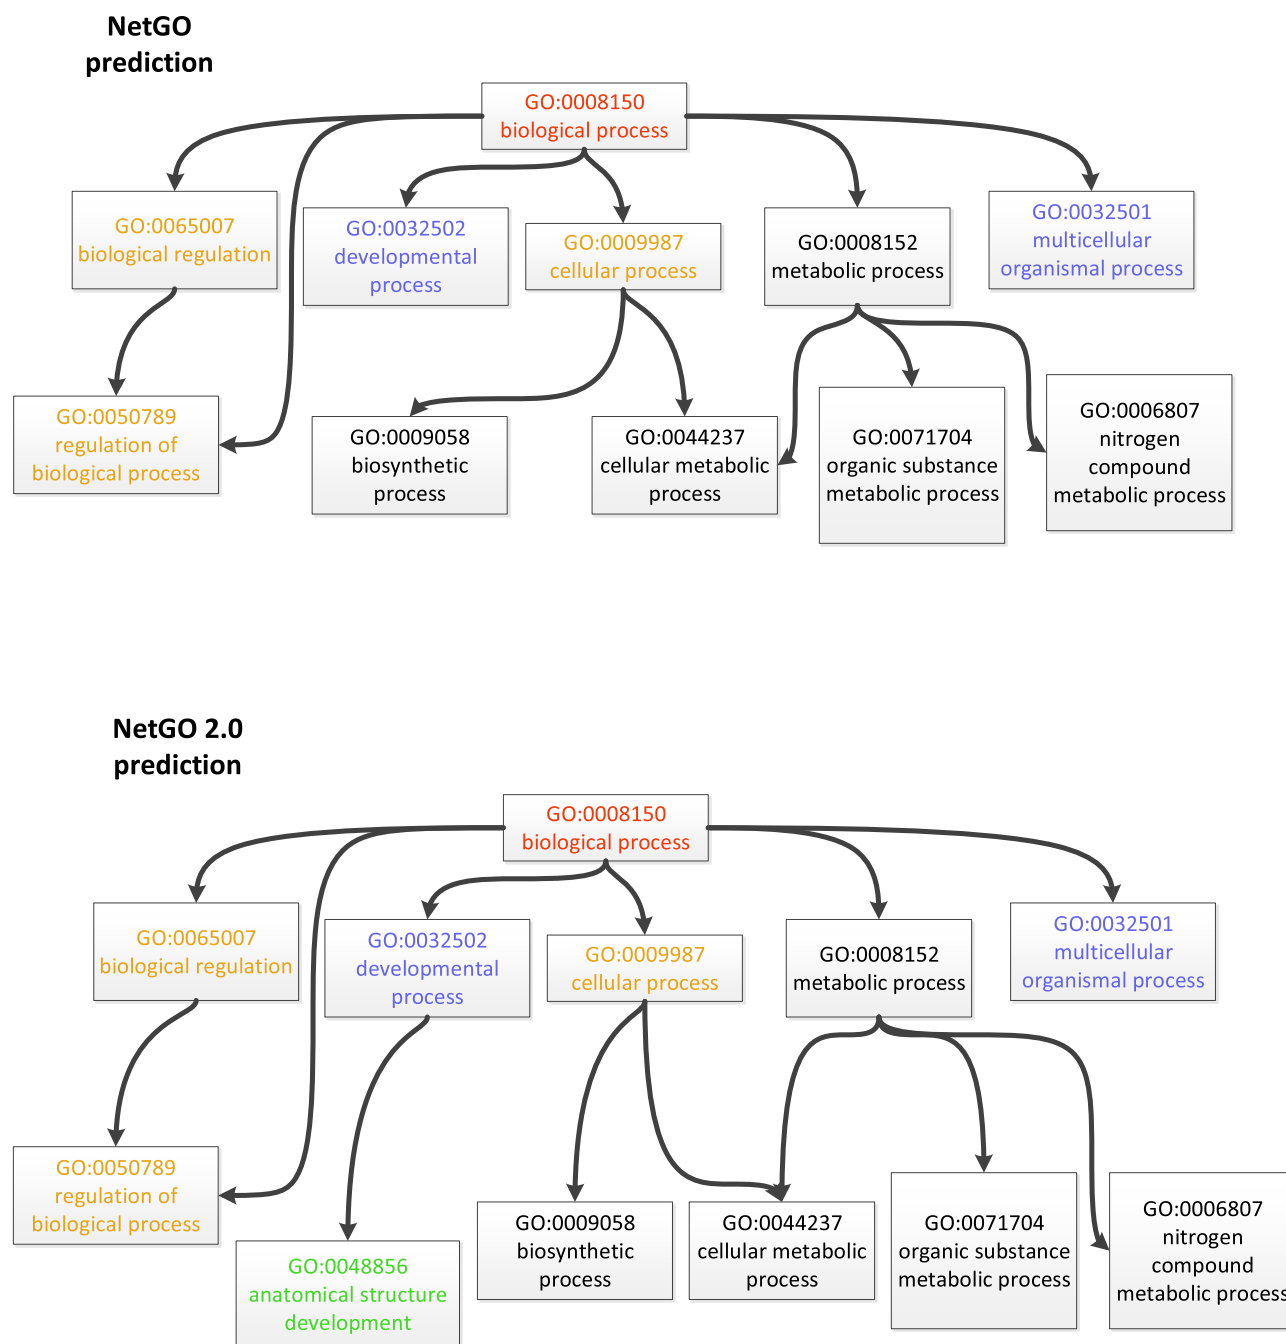 NetGO
prediction
GO:0008150
biological process
GO:0065007
biological regulation
GO:0032502
developmental
process
GO:0009987
cellular process
GO:0008152
metabolic process
GO:0032501
multicellular
organismal process
GO:0050789
regulation of
biological process
GO:0009058
biosynthetic
process
GO:0044237
cellular metabolic
process
GO:0071704
organic substance
metabolic process
GO:0006807
nitrogen
compound
metabolic process
NetGO 2.0
prediction
GO:0008150
biological process
GO:0065007
biological regulation
GO:0032502
developmental
process
GO:0009987
cellular process
GO:0008152
metabolic process
GO:0032501
multicellular
organismal process
GO:0050789
regulation of
biological process
GO:0048856
anatomical structure
development
GO:0009058
biosynthetic
process
GO:0044237
cellular metabolic
process
GO:0071704
organic substance
metabolic process
GO:0006807
nitrogen
compound
metabolic process